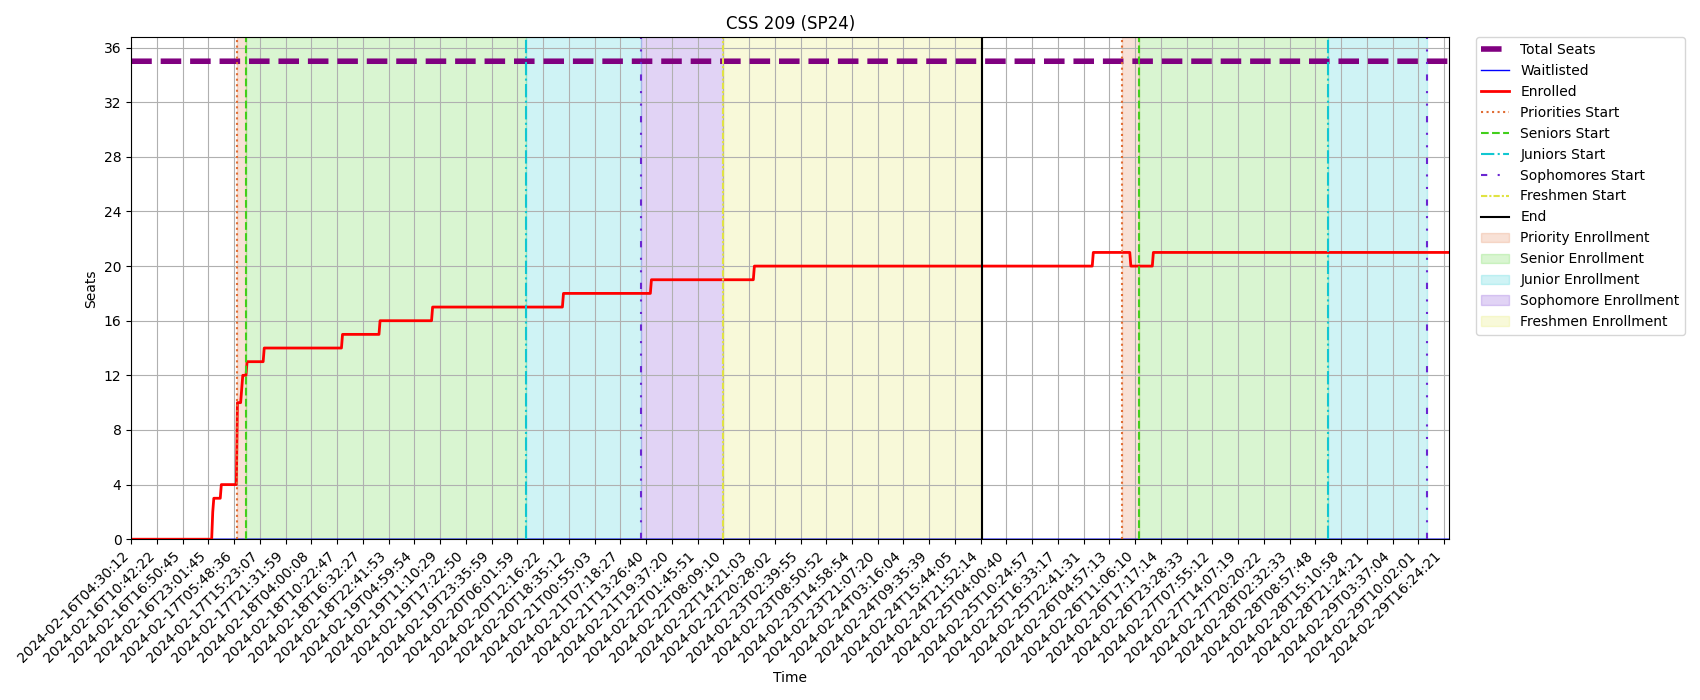 CSS 209 (SP24)
36
32
28
24
20
16
12
8
4
0
Seats
2024-02-16T04:30:12
2024-02-16T10:42:22
2024-02-16T16:50:45
2024-02-16T23:01:45
2024-02-17T05:48:36
2024-02-17T15:23:07
2024-02-17T21:31:59
2024-02-18T04:00:08
2024-02-18T10:22:47
2024-02-18T16:32:27
2024-02-18T22:41:53
2024-02-19T04:59:54
2024-02-19T11:10:29
2024-02-19T17:22:50
2024-02-19T23:35:59
2024-02-20T06:01:59
2024-02-20T12:16:22
2024-02-20T18:35:12
2024-02-21T00:55:03
2024-02-21T07:18:27
2024-02-21T13:26:40
2024-02-21T19:37:20
2024-02-22T01:45:51
2024-02-22T08:09:10
2024-02-22T14:21:03
2024-02-22T20:28:02
2024-02-23T02:39:55
2024-02-23T08:50:52
2024-02-23T14:58:54
2024-02-23T21:07:20
2024-02-24T03:16:04
2024-02-24T09:35:39
2024-02-24T15:44:05
2024-02-24T21:52:14
2024-02-25T04:00:40
2024-02-25T10:24:57
2024-02-25T16:33:17
2024-02-25T22:41:31
2024-02-26T04:57:13
2024-02-26T11:06:10
2024-02-26T17:17:14
2024-02-26T23:28:33
2024-02-27T07:55:12
2024-02-27T14:07:19
2024-02-27T20:20:22
2024-02-28T02:32:33
2024-02-28T08:57:48
2024-02-28T15:10:58
2024-02-28T21:24:21
2024-02-29T03:37:04
2024-02-29T10:02:01
2024-02-29T16:24:21
Time
Total Seats
Waitlisted
Enrolled
Priorities Start
Seniors Start
Juniors Start
Sophomores Start
Freshmen Start
End
Priority Enrollment
Senior Enrollment
Junior Enrollment
Sophomore Enrollment
Freshmen Enrollment